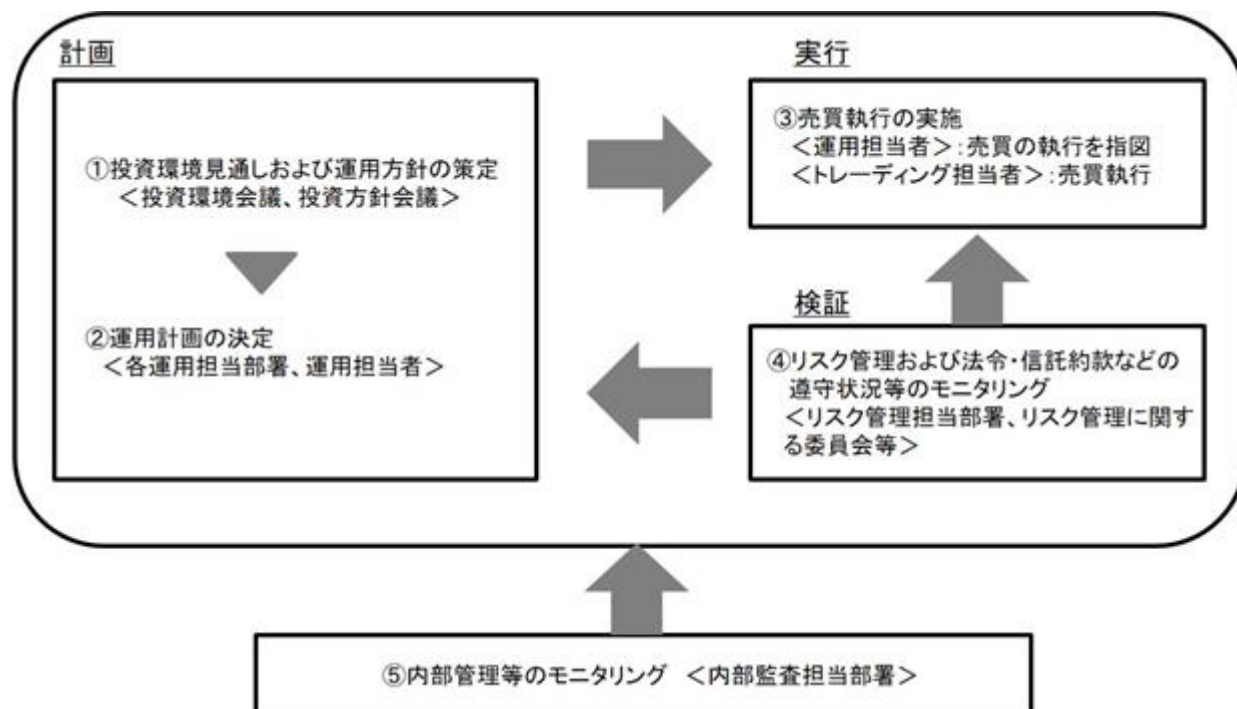 計画
①投資環境見通しおよび運用方針の策定
＜投資環境会議、投資方針会議＞
②運用計画の決定
＜各運用担当部署、運用担当者＞
実行
③売買執行の実施
＜運用担当者＞：売買の執行を指図
＜トレーディング担当者＞：売買執行
検証
④リスク管理および法令・信託約款などの
遵守状況等のモニタリング
＜リスク管理担当部署、リスク管理に関す
る委員会等＞
⑤内部管理等のモニタリング ＜内部監査担当部署＞